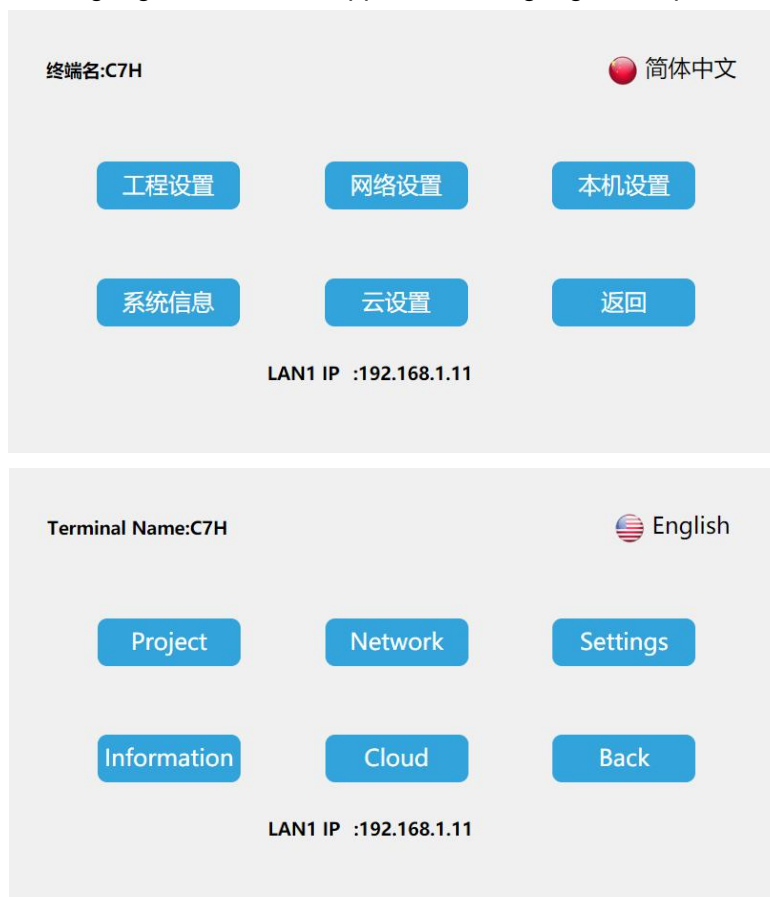 终端名:C7H
简体中文
工程设置
网络设置
本机设置
系统信息
云设置
返回
LAN1 IP :192.168.1.11
Terminal Name:C7H
English
Project
Network
Settings
Information
Cloud
Back
LAN1 IP :192.168.1.11